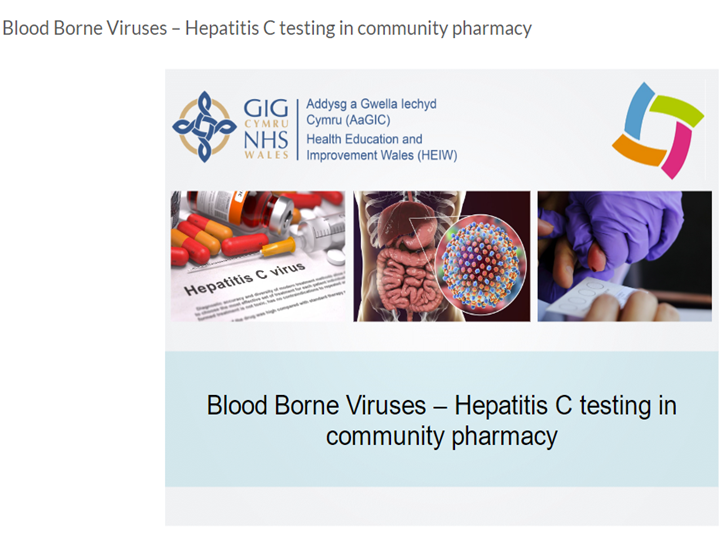 Blood Borne Viruses – Hepatitis C testing in community pharmacy
GIG
CYMRU
NHS
WALES
Addysg a Gwella Iechyd
Cymru (AaGIC)
Health Education and
Improvement Wales (HEIW)
Hepatitis C virus
Blood Borne Viruses – Hepatitis C testing in
community pharmacy